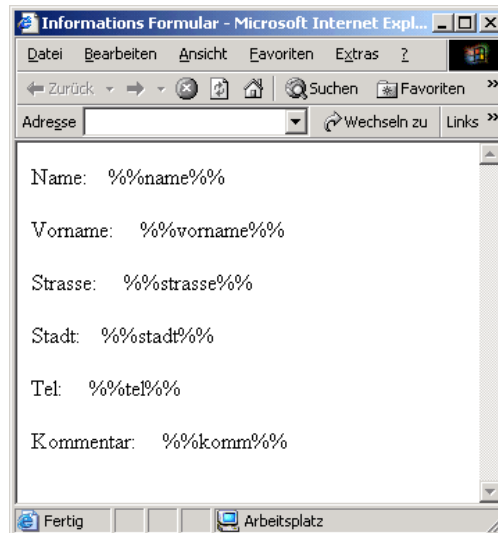 Informations Formular - Microsoft Internet Expl...
Datei Bearbeiten Ansicht Favoriten Extras ?
Zurück Suchen Favoriten »
Adresse Wechseln zu Links »
Name: %%name%%
Vorname: %%vorname%%
Strasse: %%strasse%%
Stadt: %%stadt%%
Tel: %%tel%%
Kommentar: %%komm%%
Fertig Arbeitsplatz